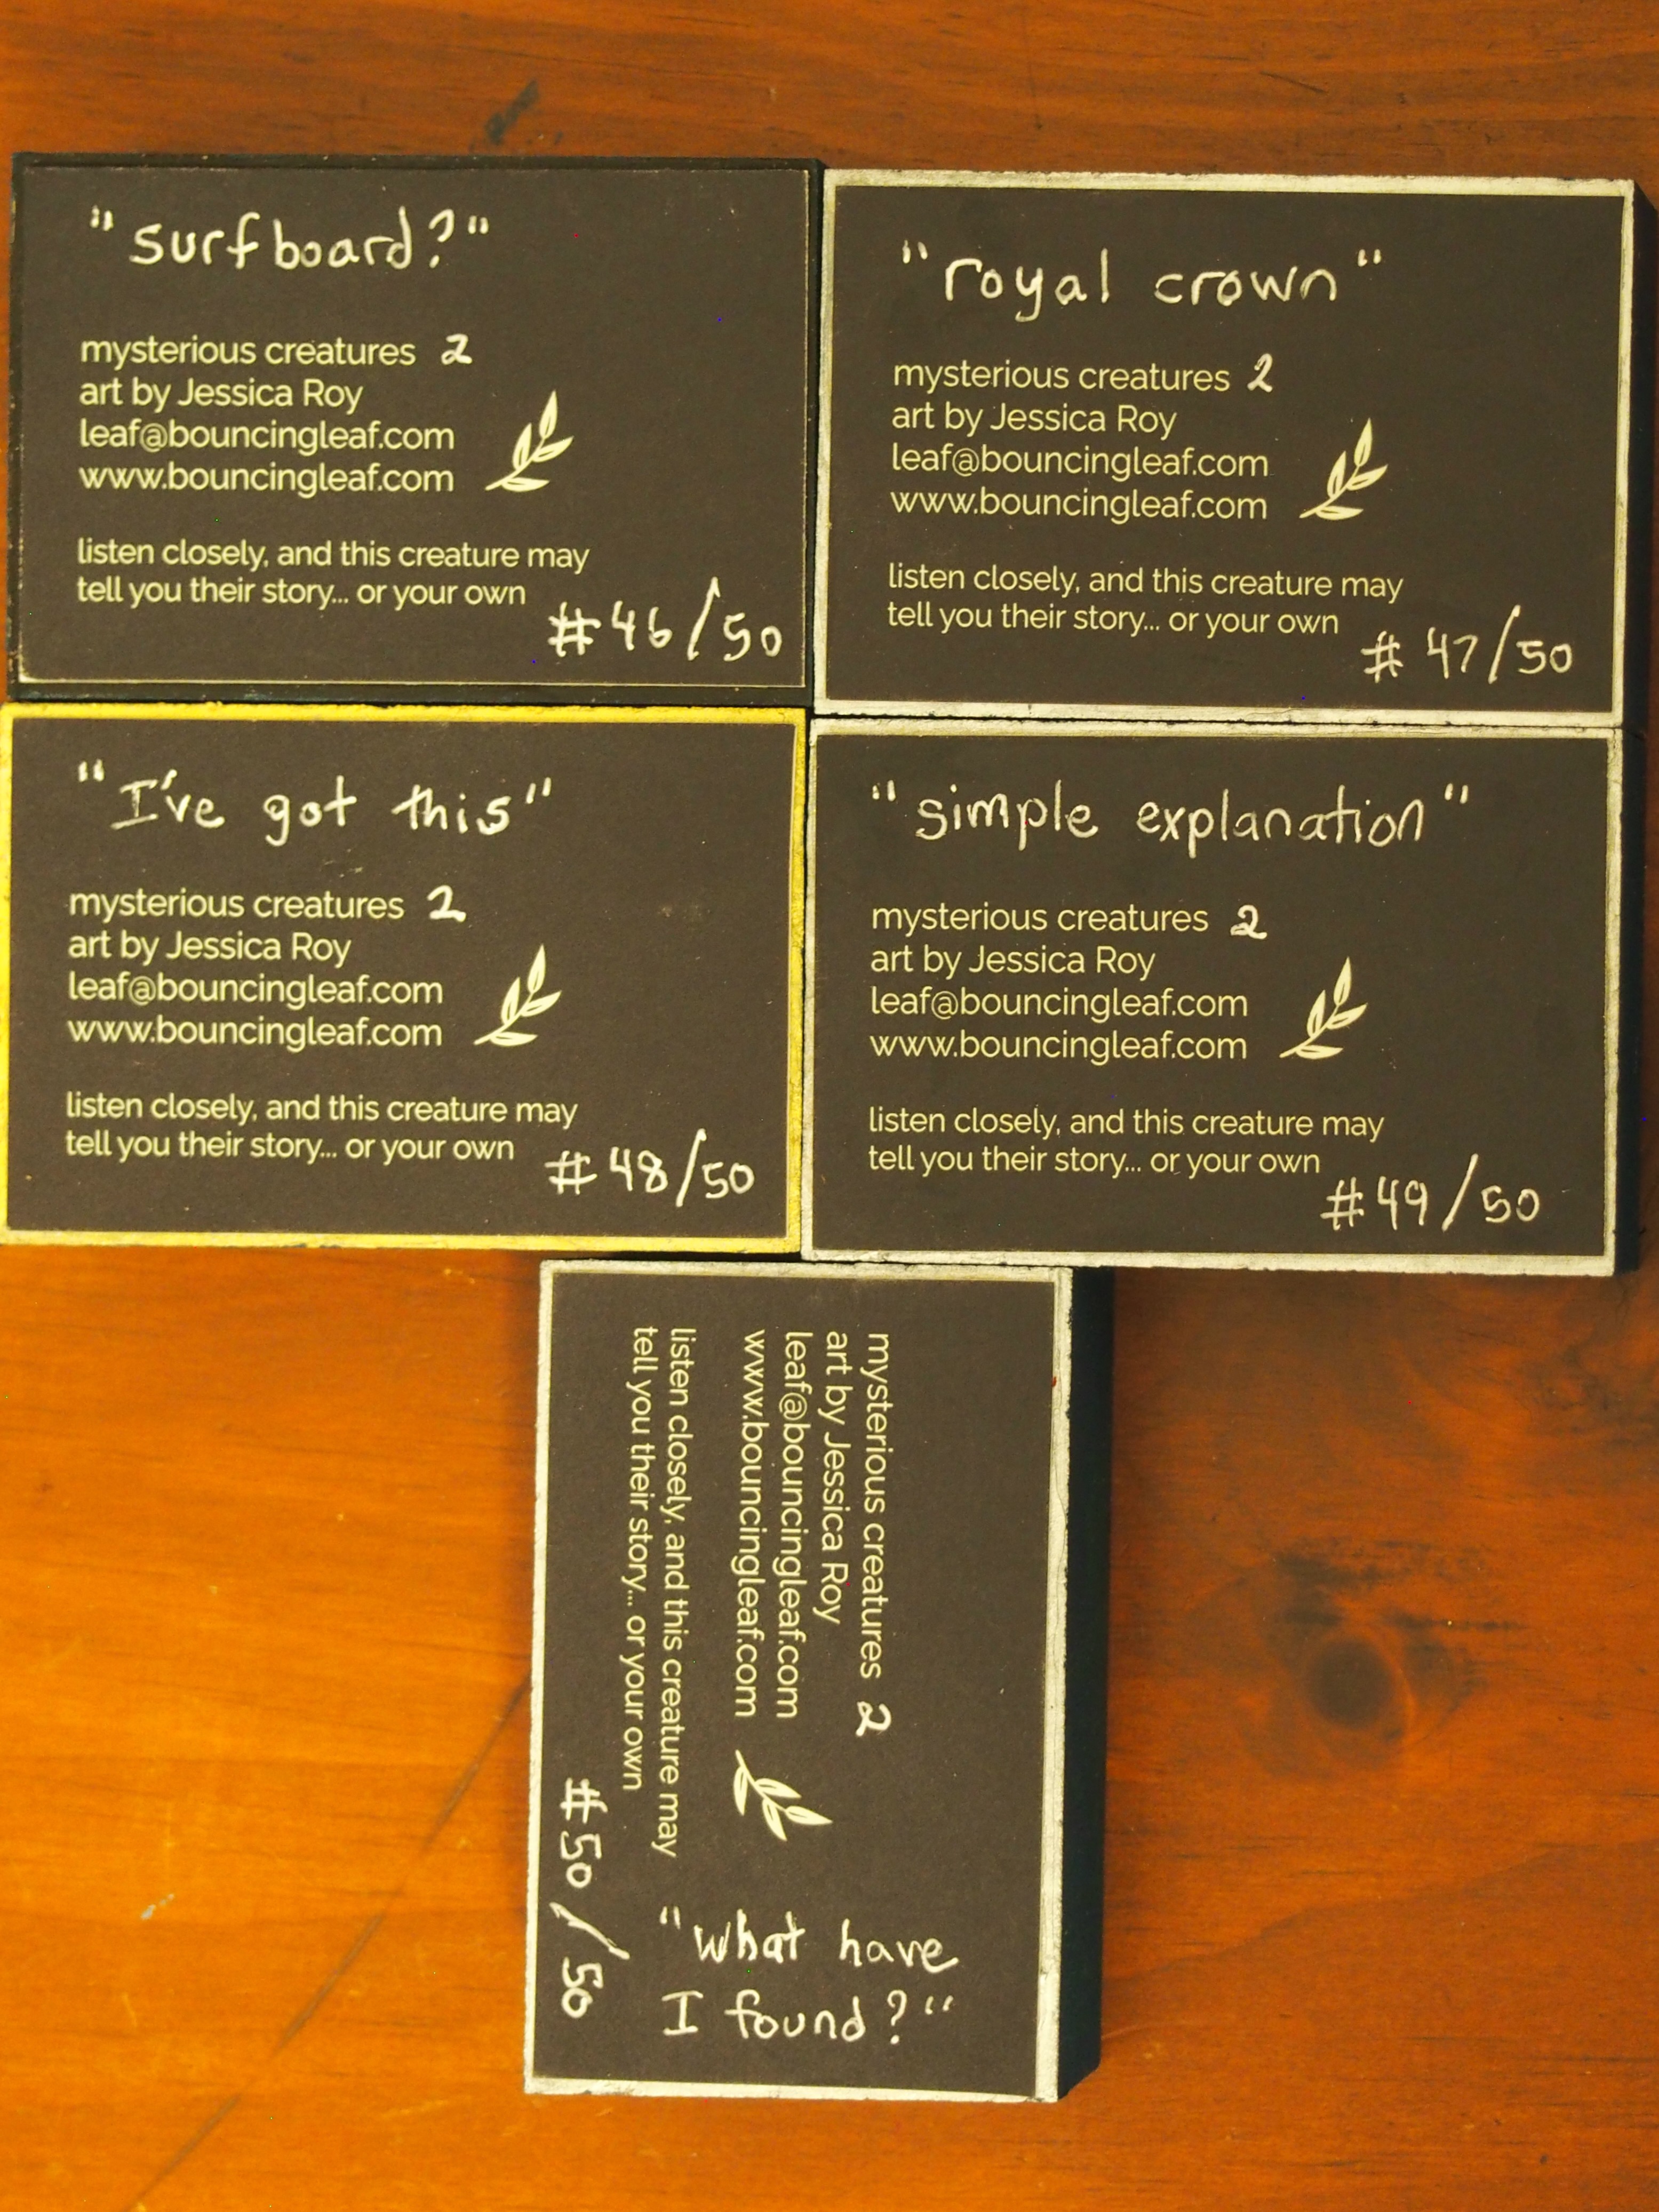 "surfboard?"
mysterious creatures 2
art by Jessica Roy
leaf@bouncingleaf.com
www.bouncingleaf.com
listen closely, and this creature may
tell you their story... or your own
#46/50
"royal crown"
mysterious creatures 2
art by Jessica Roy
leaf@bouncingleaf.com
www.bouncingleaf.com
listen closely, and this creature may
tell you their story... or your own
#47/50
"I've got this"
mysterious creatures 2
art by Jessica Roy
leaf@bouncingleaf.com
www.bouncingleaf.com
listen closely, and this creature may
tell you their story... or your own
#48/50
"simple explanation"
mysterious creatures 2
art by Jessica Roy
leaf@bouncingleaf.com
www.bouncingleaf.com
listen closely, and this creature may
tell you their story... or your own
#49/50
mysterious creatures 2
art by Jessica Roy
leaf@bouncingleaf.com
www.bouncingleaf.com
listen closely, and this creature may
tell you their story... or your own
#50/50
"what have
I found?"